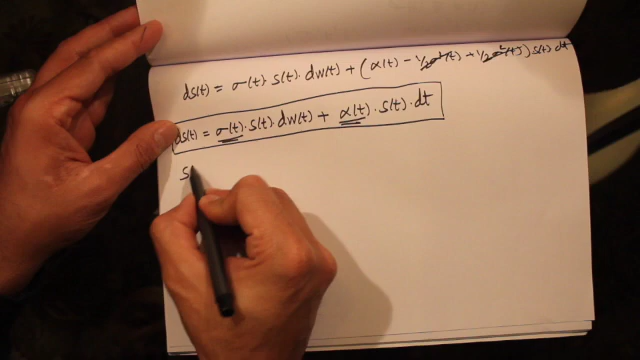 ds(t) = σ(t) s(t) dw(t) + (α(t) - 1/2σ²(t) + 1/2σ²(t)) s(t) dt
ds(t) = σ(t) · s(t) · dw(t) + α(t) · s(t) · dt
S